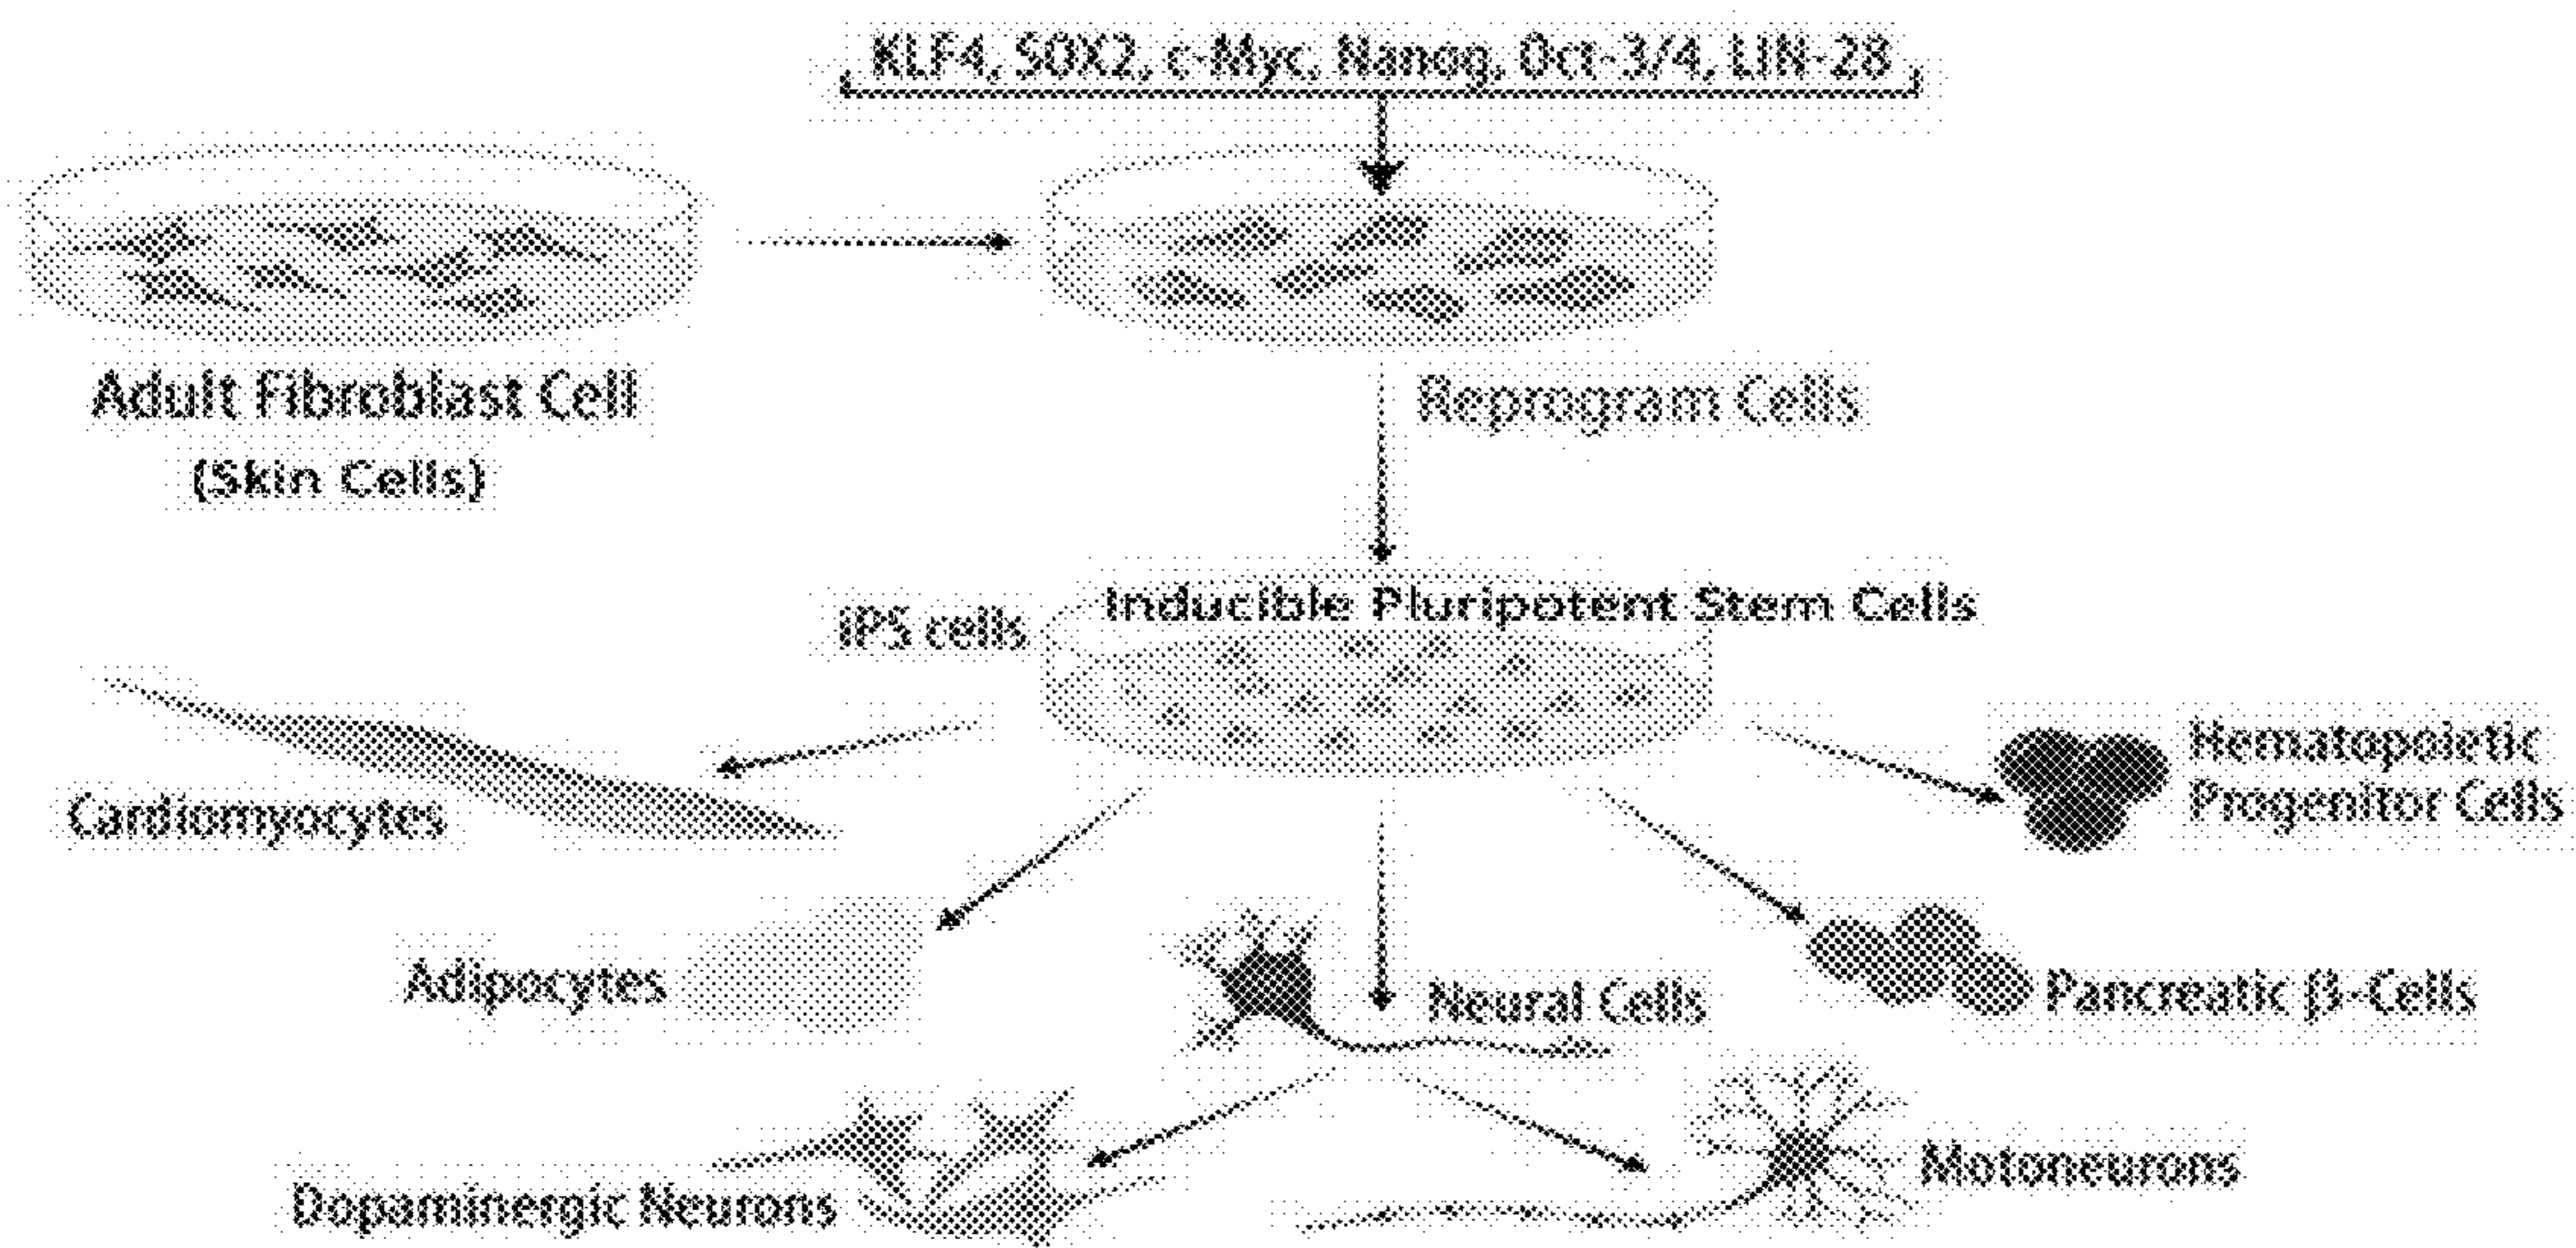 KLF4, SOX2, c-Myc, Nanog, Oct-3/4, LIN-28
Adult Fibroblast Cell
(Skin Cells)
Reprogram Cells
Inducible Pluripotent Stem Cells
iPS cells
Hematopoietic
Progenitor Cells
Cardiomyocytes
Adipocytes
Neural Cells
Pancreatic β-Cells
Dopaminergic Neurons
Motoneurons